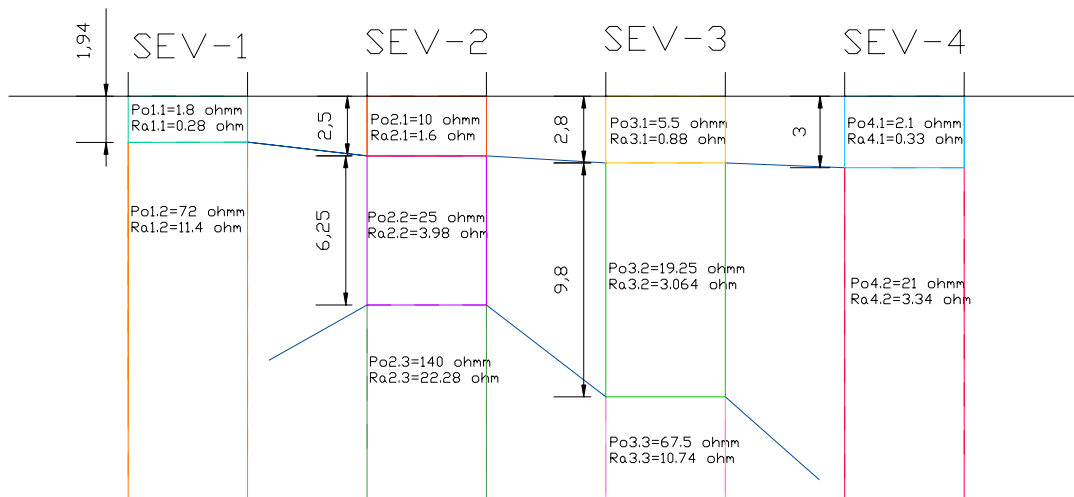 1,94
SEV-1
SEV-2
SEV-3
SEV-4
Po1.1=1.8 ohmm
Ra1.1=0.28 ohm
2,5
Po2.1=10 ohmm
Ra2.1=1.6 ohm
2,8
Po3.1=5.5 ohmm
Ra3.1=0.88 ohm
3
Po4.1=2.1 ohmm
Ra4.1=0.33 ohm
Po1.2=72 ohmm
Ra1.2=11.4 ohm
6,25
Po2.2=25 ohmm
Ra2.2=3.98 ohm
9,8
Po3.2=19.25 ohmm
Ra3.2=3.064 ohm
Po4.2=21 ohmm
Ra4.2=3.34 ohm
Po2.3=140 ohmm
Ra2.3=22.28 ohm
Po3.3=67.5 ohmm
Ra3.3=10.74 ohm